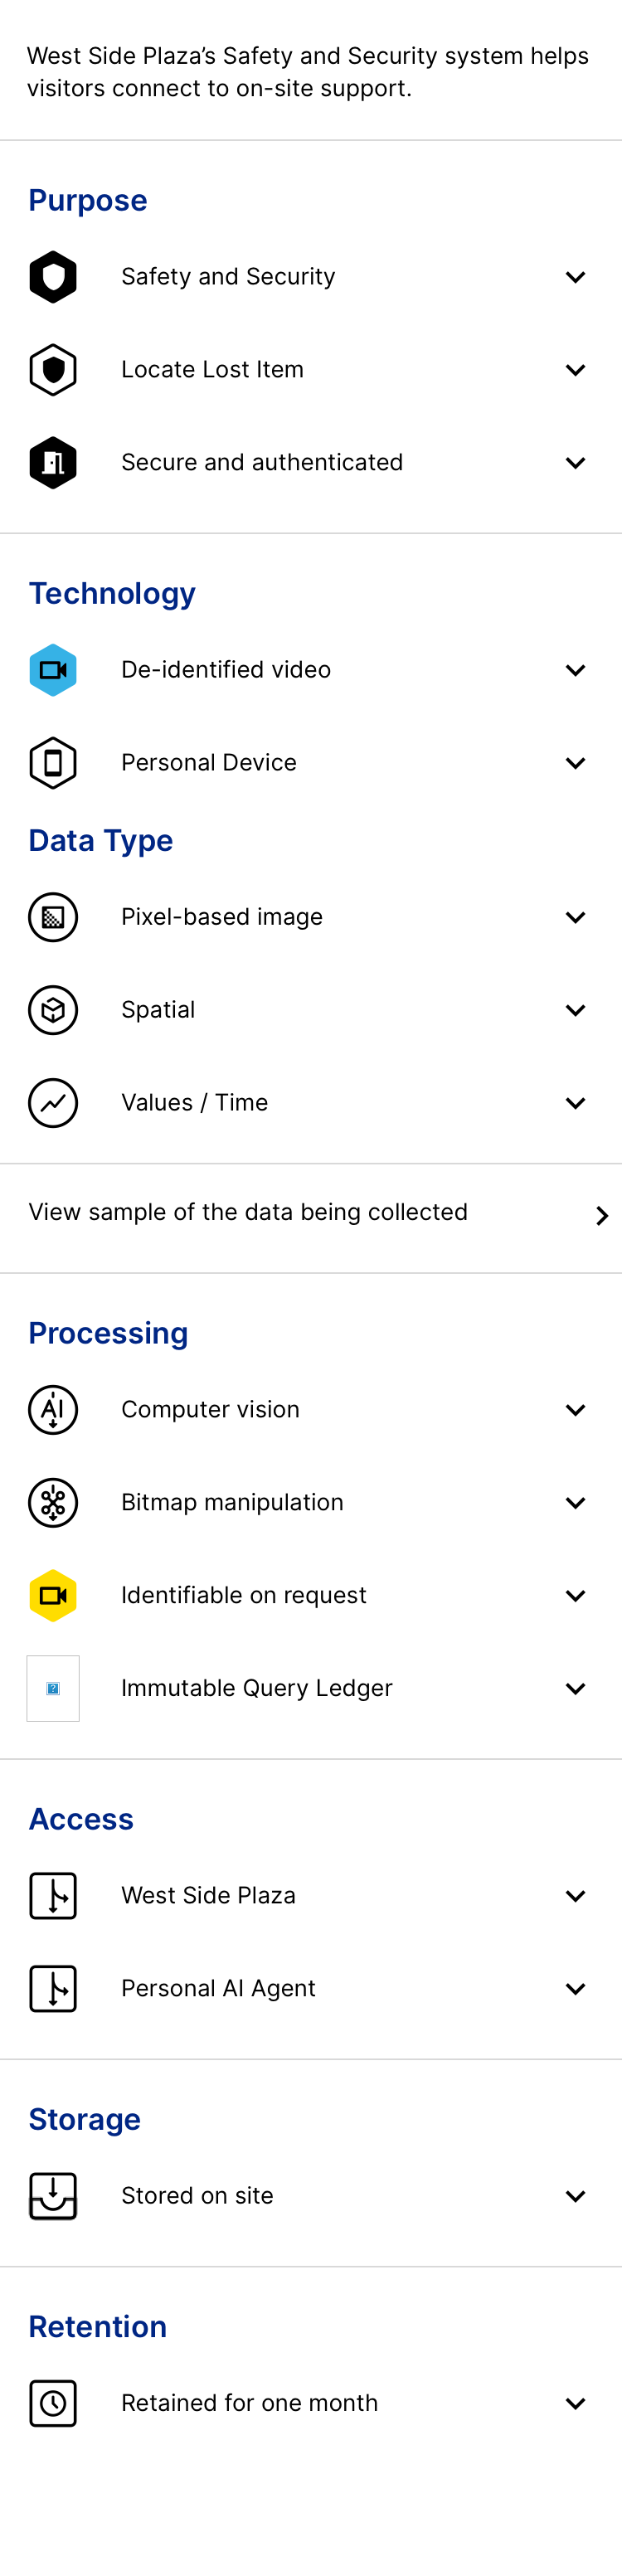 West Side Plaza’s Safety and Security system helps
visitors connect to on-site support.
Purpose
Safety and Security
Locate Lost Item
Secure and authenticated
Technology
De-identified video
Personal Device
Data Type
Pixel-based image
Spatial
Values / Time
View sample of the data being collected
Processing
AI
Computer vision
Bitmap manipulation
Identifiable on request
?
Immutable Query Ledger
Access
West Side Plaza
Personal AI Agent
Storage
Stored on site
Retention
Retained for one month